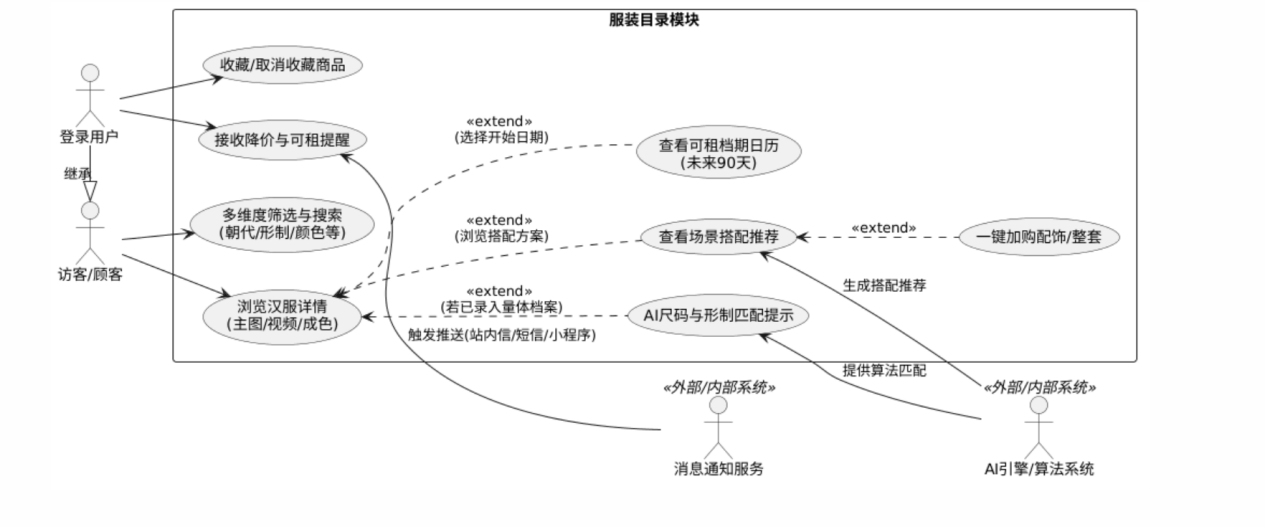 服装目录模块
收藏/取消收藏商品
登录用户
接收降价与可租提醒
«extend»
(选择开始日期)
查看可租档期日历
(未来90天)
继承
多维度筛选与搜索
(朝代/形制/颜色等)
访客/顾客
«extend»
(浏览搭配方案)
查看场景搭配推荐
«extend»
一键加购配饰/整套
浏览汉服详情
(主图/视频/成色)
«extend»
(若已录入量体档案)
AI尺码与形制匹配提示
生成搭配推荐
触发推送(站内信/短信/小程序)
提供算法匹配
«外部/内部系统»
消息通知服务
«外部/内部系统»
AI引擎/算法系统